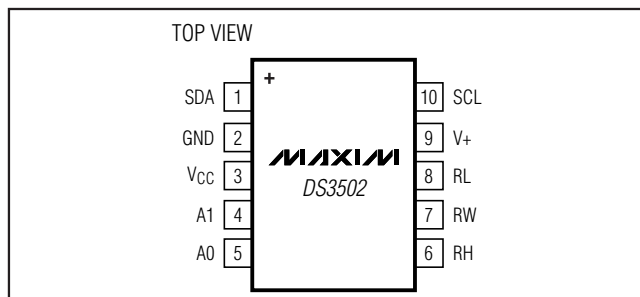 TOP VIEW
+
SDA 1
10 SCL
GND 2
9 V+
MAXIM
VCC 3
8 RL
DS3502
A1 4
7 RW
A0 5
6 RH